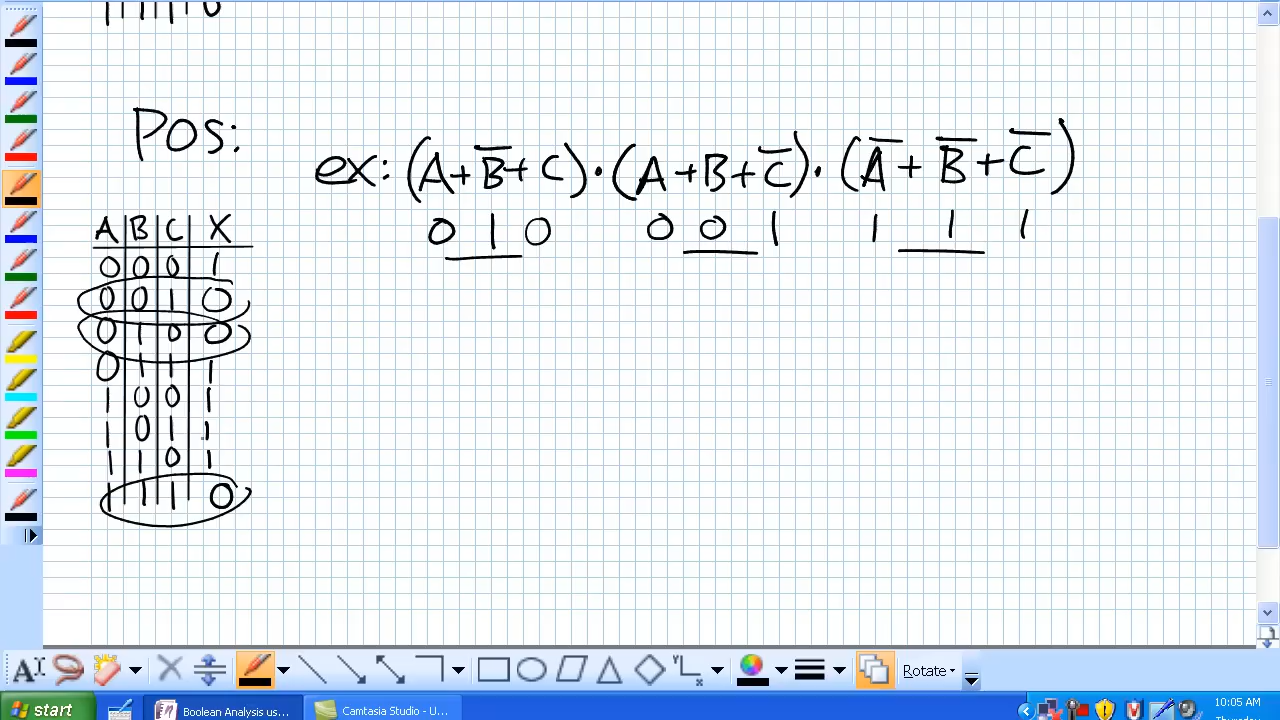 POS:
ex: (A+B̅+C)·(A+B+C̅)·(A̅+B̅+C̅)
0 1 0 0 0 1 1 1 1
A B C X
0 0 0 1
0 0 1 0
0 1 0 0
0 1 1 1
1 0 0 1
1 0 1 1
1 1 0 1
1 1 1 0
A Rotate
start Boolean Analysis us... Camtasia Studio - U... 10:05 AM